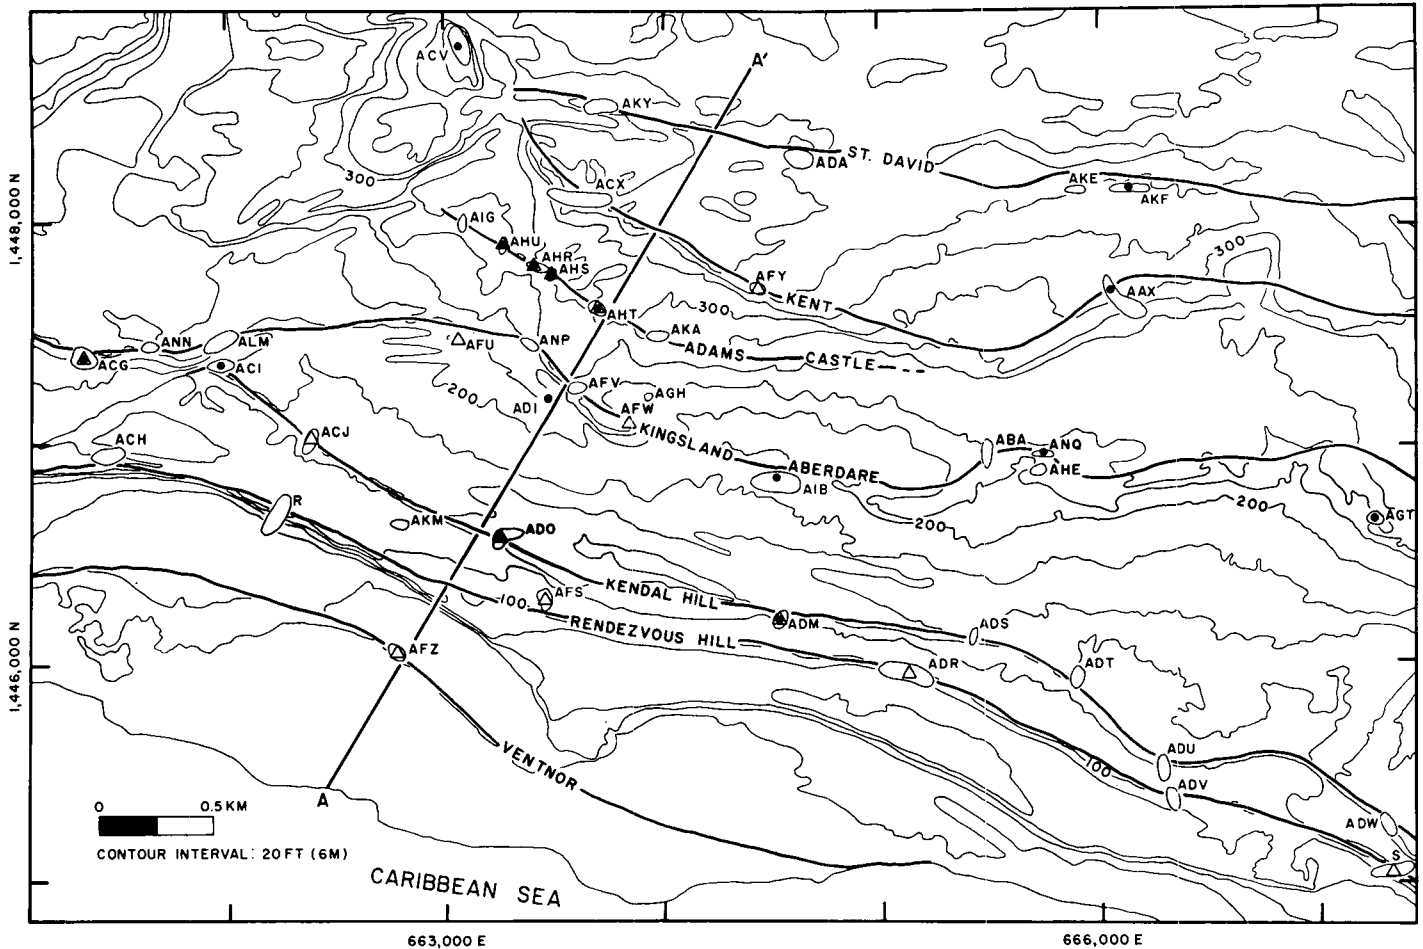 A'
ACV
AKY
ADA
ST. DAVID
300
ACX
AKE
AKF
1,448,000 N
AIG
AHU
AHR
AHS
300
AFY
KENT
AAX
AHT
300
ANN
ALM
AFU
ANP
AKA
ADAMS CASTLE
ACG
ACI
200
ADI
AFV
AGH
AFW
ACH
ACJ
KINGSLAND
ABERDARE
ABA
ANQ
AHE
AIB
R
AKM
ADO
200
200
AGT
KENDAL HILL
100
AFS
RENDEZVOUS HILL
ADM
ADS
1,446,000 N
AFZ
ADR
ADT
VENTNOR
ADU
100
ADV
A
0 0.5 KM
ADW
CONTOUR INTERVAL: 20 FT (6M)
S
CARIBBEAN SEA
663,000 E
666,000 E